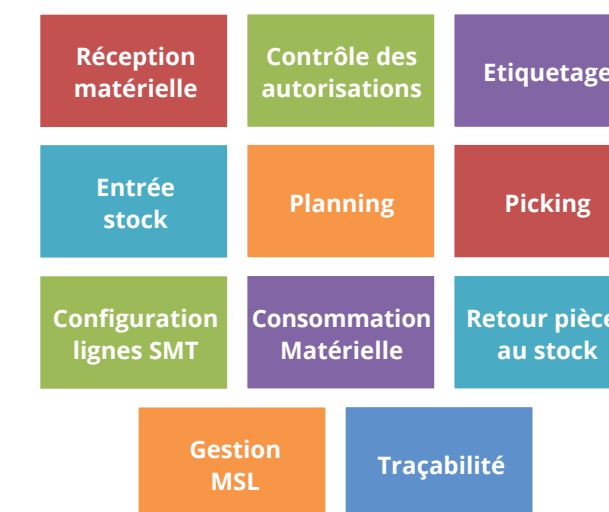 Réception
matérielle
Contrôle des
autorisations
Etiquetage
Entrée
stock
Planning
Picking
Configuration
lignes SMT
Consommation
Matérielle
Retour pièce
au stock
Gestion
MSL
Traçabilité